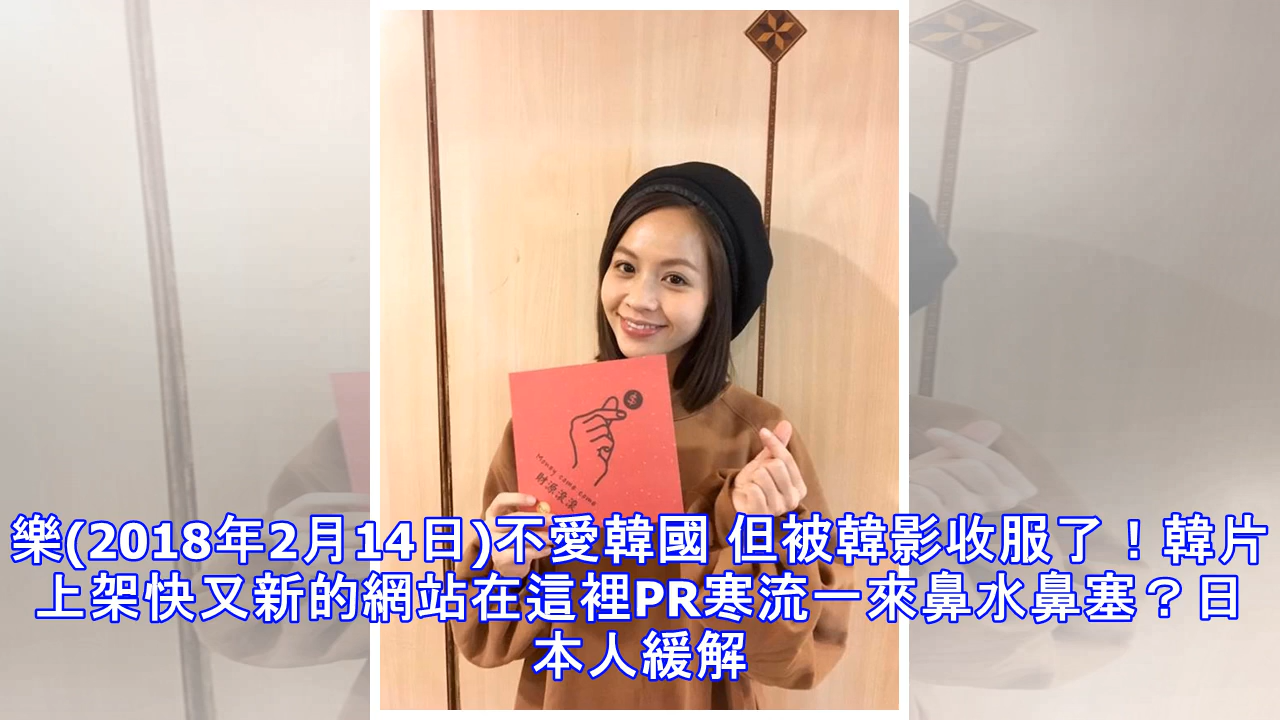 $
Money come come
財源滾滾
樂(2018年2月14日)不愛韓國 但被韓影收服了！韓片
上架快又新的網站在這裡PR寒流一來鼻水鼻塞？日
本人緩解